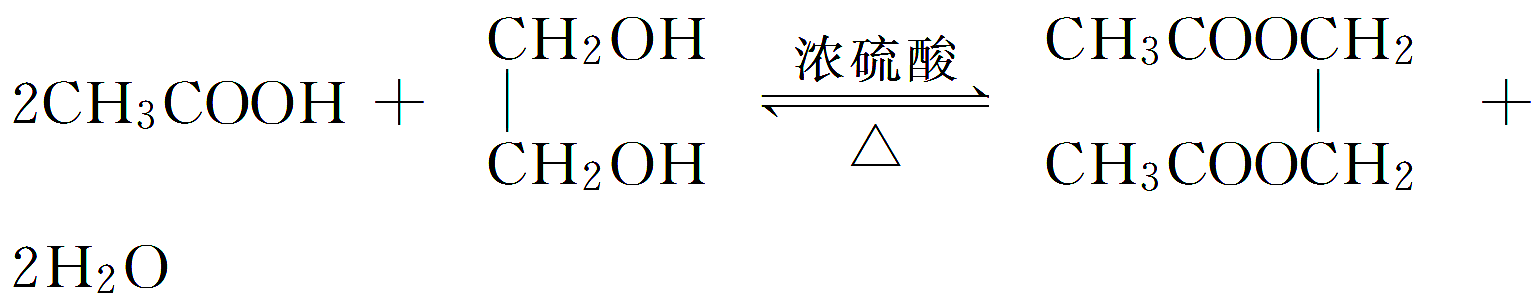 CH₂OH 浓硫酸 CH₃COOCH₂
2CH₃COOH + | ⇌ | +
CH₂OH △ CH₃COOCH₂
2H₂O